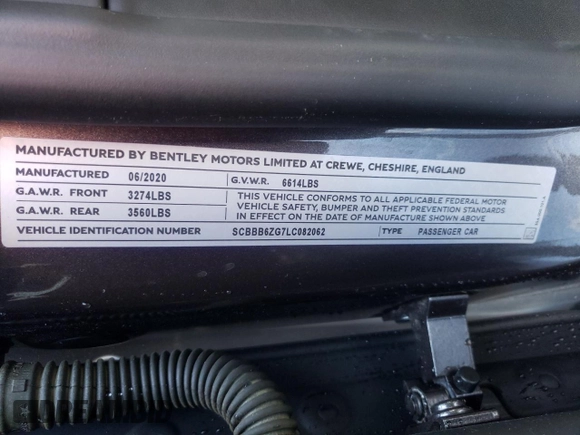 MANUFACTURED BY BENTLEY MOTORS LIMITED AT CREWE, CHESHIRE, ENGLAND
MANUFACTURED 06/2020 G.V.W.R. 6614LBS
G.A.W.R. FRONT 3274LBS
G.A.W.R. REAR 3560LBS
THIS VEHICLE CONFORMS TO ALL APPLICABLE FEDERAL MOTOR
VEHICLE SAFETY, BUMPER AND THEFT PREVENTION STANDARDS
IN EFFECT ON THE DATE OF MANUFACTURE SHOWN ABOVE
VEHICLE IDENTIFICATION NUMBER SCBBB6ZG7LC082062 TYPE PASSENGER CAR